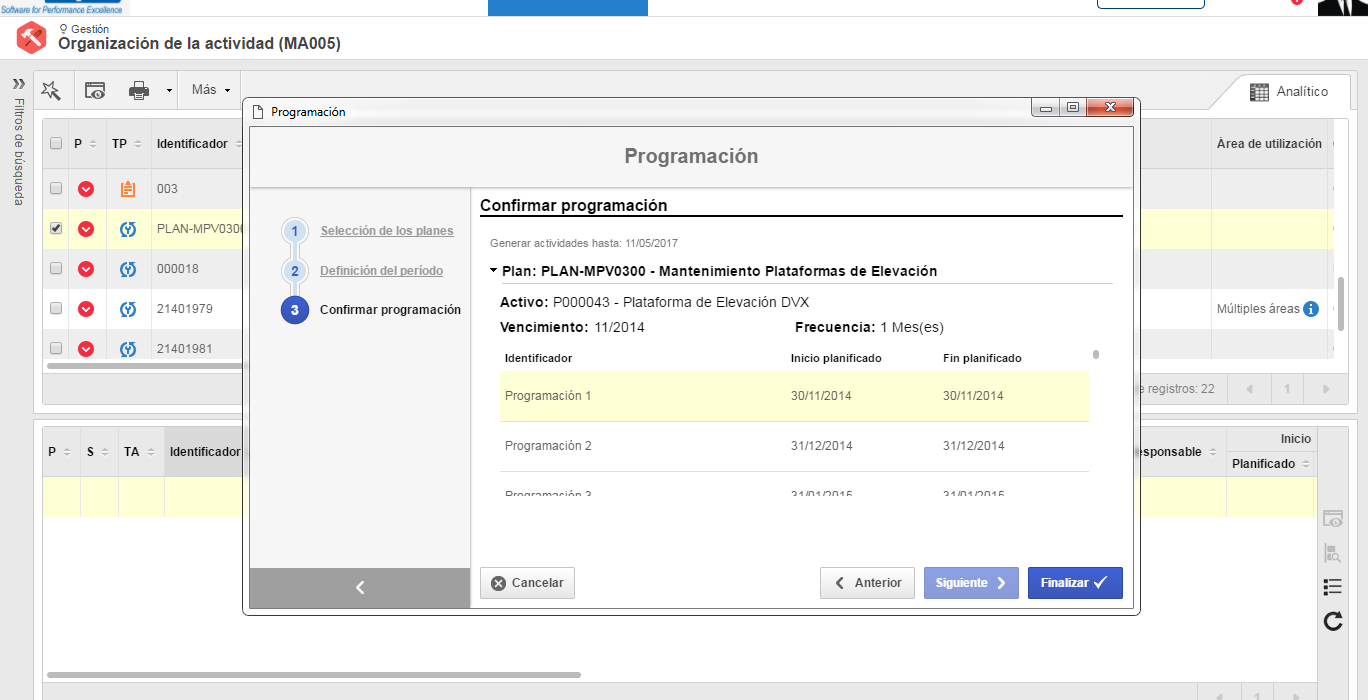 Software for Performance Excellence
Gestión
Organización de la actividad (MA005)
Filtros de búsqueda
Más
Analítico
P
TP
Identificador
Área de utilización
003
PLAN-MPV0300
000018
21401979
Múltiples áreas
21401981
registros: 22
1
Programación
Programación
1 Selección de los planes
2 Definición del período
3 Confirmar programación
Confirmar programación
Generar actividades hasta: 11/05/2017
Plan: PLAN-MPV0300 - Mantenimiento Plataformas de Elevación
Activo: P000043 - Plataforma de Elevación DVX
Vencimiento: 11/2014 Frecuencia: 1 Mes(es)
Identificador Inicio planificado Fin planificado
Programación 1 30/11/2014 30/11/2014
Programación 2 31/12/2014 31/12/2014
Programación 3 31/01/2015 31/01/2015
Cancelar
Anterior
Siguiente
Finalizar
P
S
TA
Identificador
esponsable
Inicio
Planificado
1